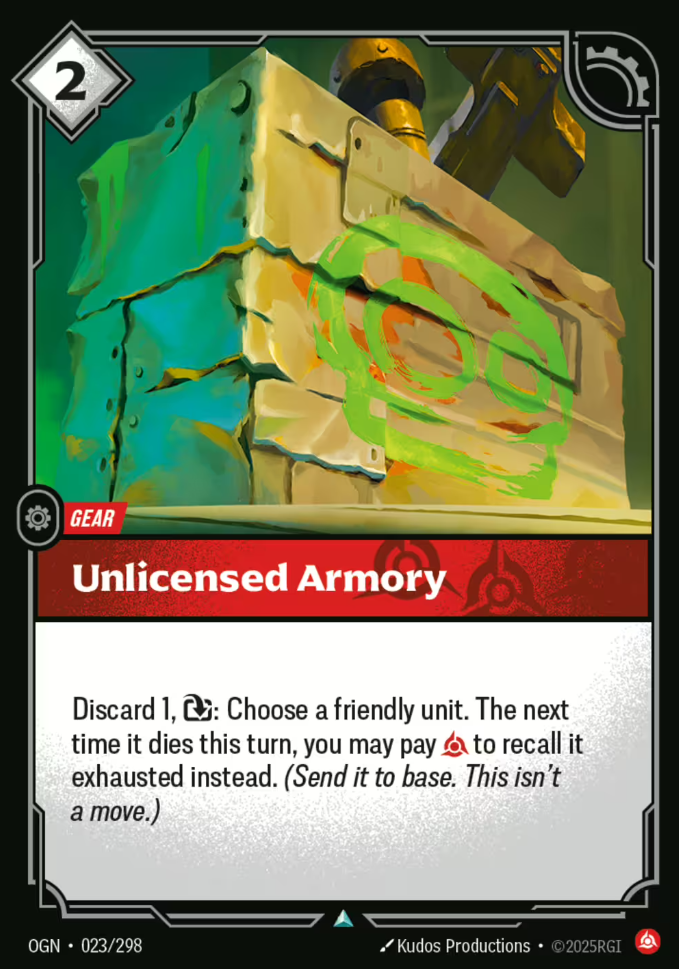 2
GEAR
Unlicensed Armory
Discard 1, : Choose a friendly unit. The next
time it dies this turn, you may pay to recall it
exhausted instead. (Send it to base. This isn't
a move.)
OGN • 023/298
Kudos Productions • ©2025RGI